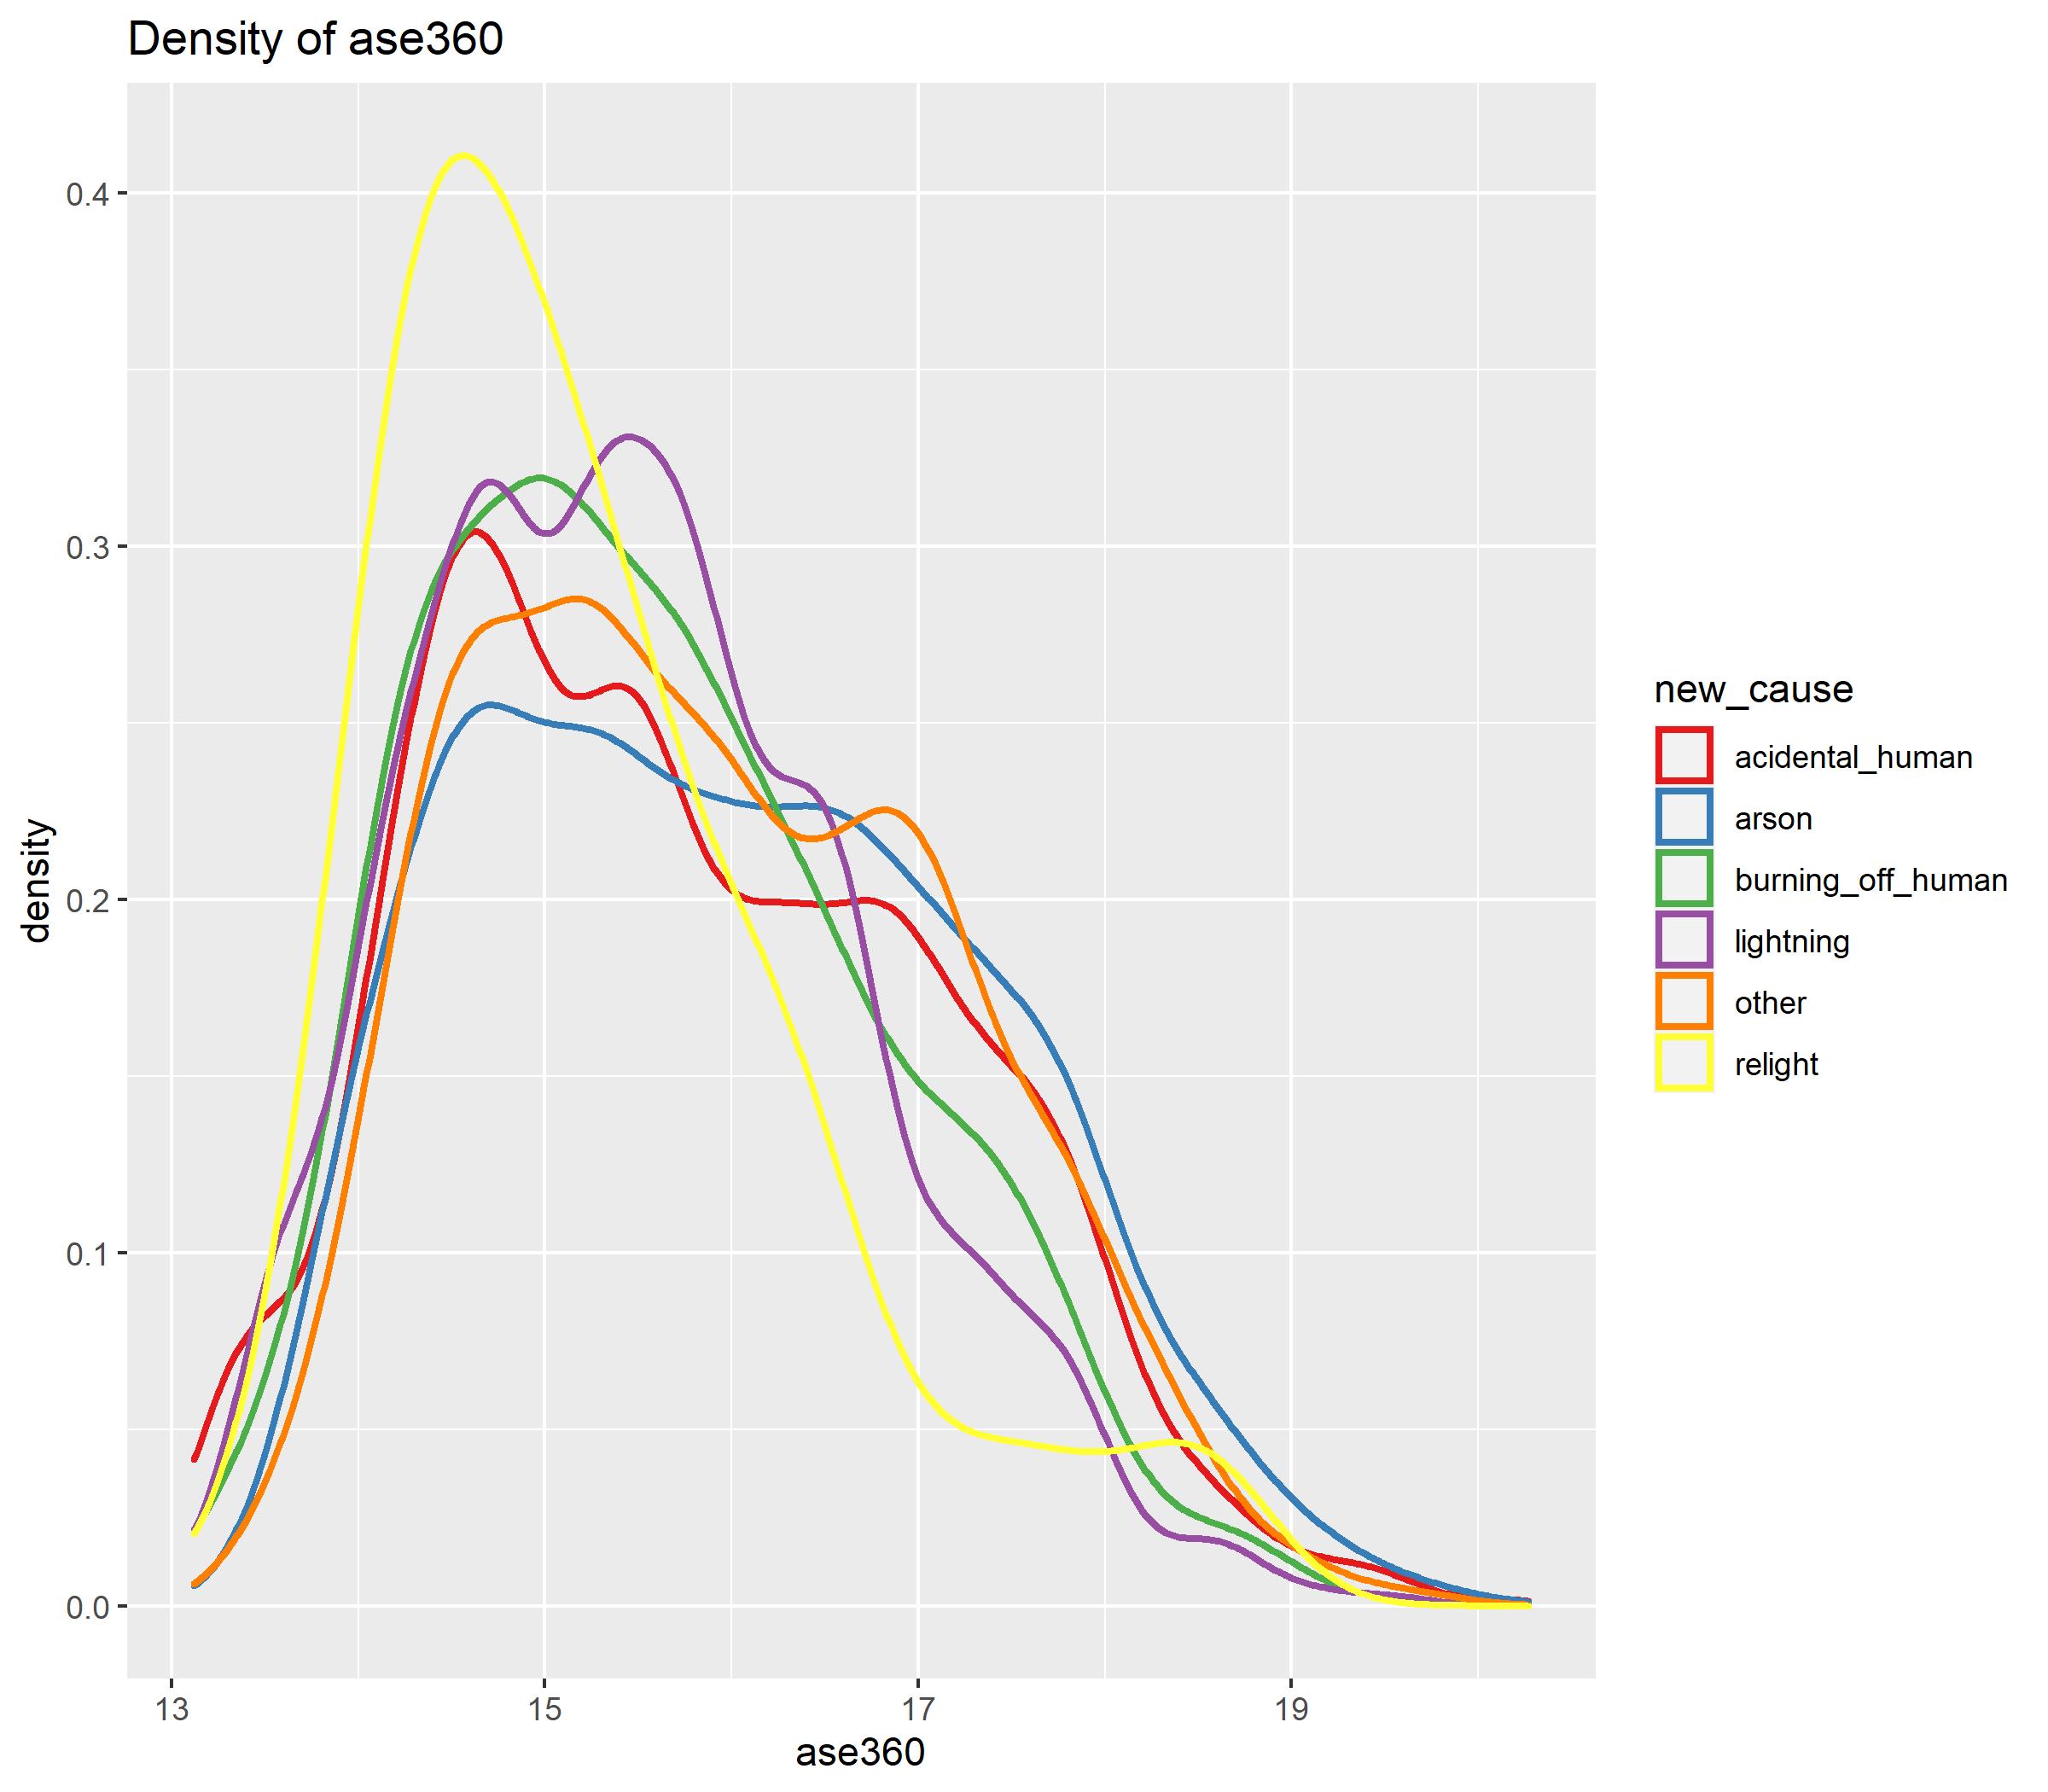 Density of ase360
0.4
0.3
0.2
0.1
0.0
density
13 15 17 19
ase360
new_cause
acidental_human
arson
burning_off_human
lightning
other
relight